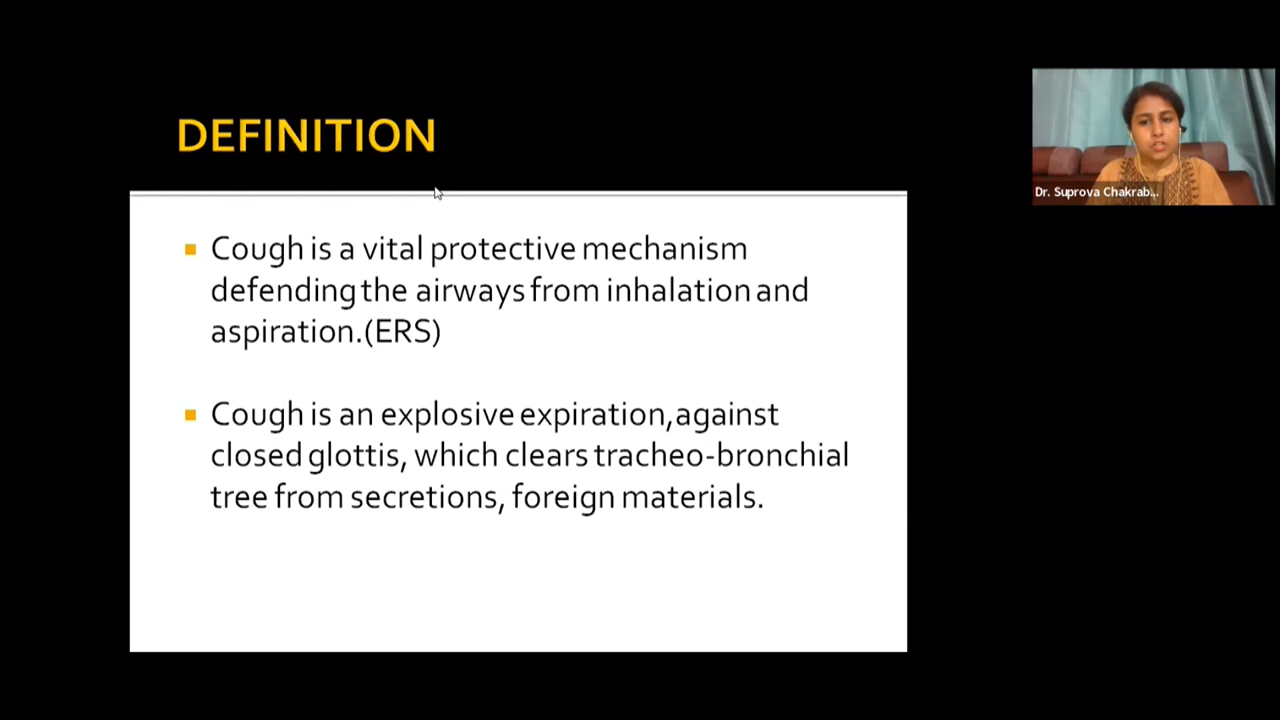 DEFINITION
Cough is a vital protective mechanism
defending the airways from inhalation and
aspiration.(ERS)
Cough is an explosive expiration,against
closed glottis, which clears tracheo-bronchial
tree from secretions, foreign materials.
Dr. Suprova Chakrab...